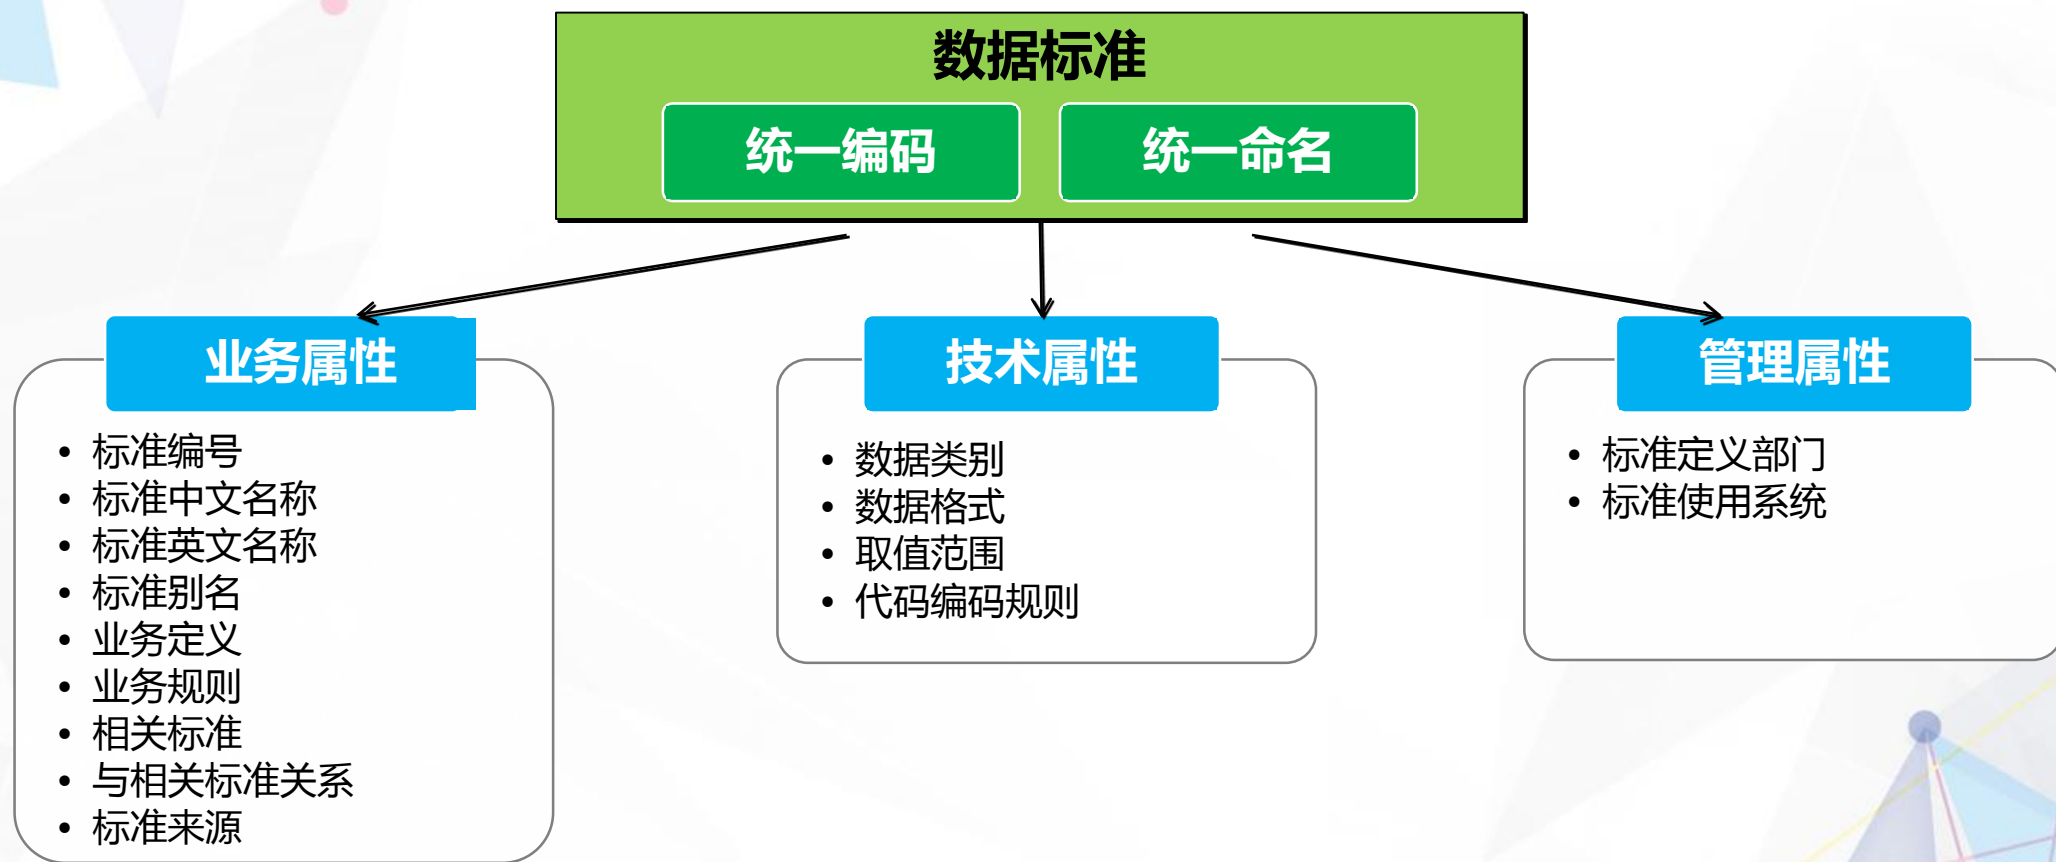 数据标准
统一编码
统一命名
业务属性
• 标准编号
• 标准中文名称
• 标准英文名称
• 标准别名
• 业务定义
• 业务规则
• 相关标准
• 与相关标准关系
• 标准来源
技术属性
• 数据类别
• 数据格式
• 取值范围
• 代码编码规则
管理属性
• 标准定义部门
• 标准使用系统